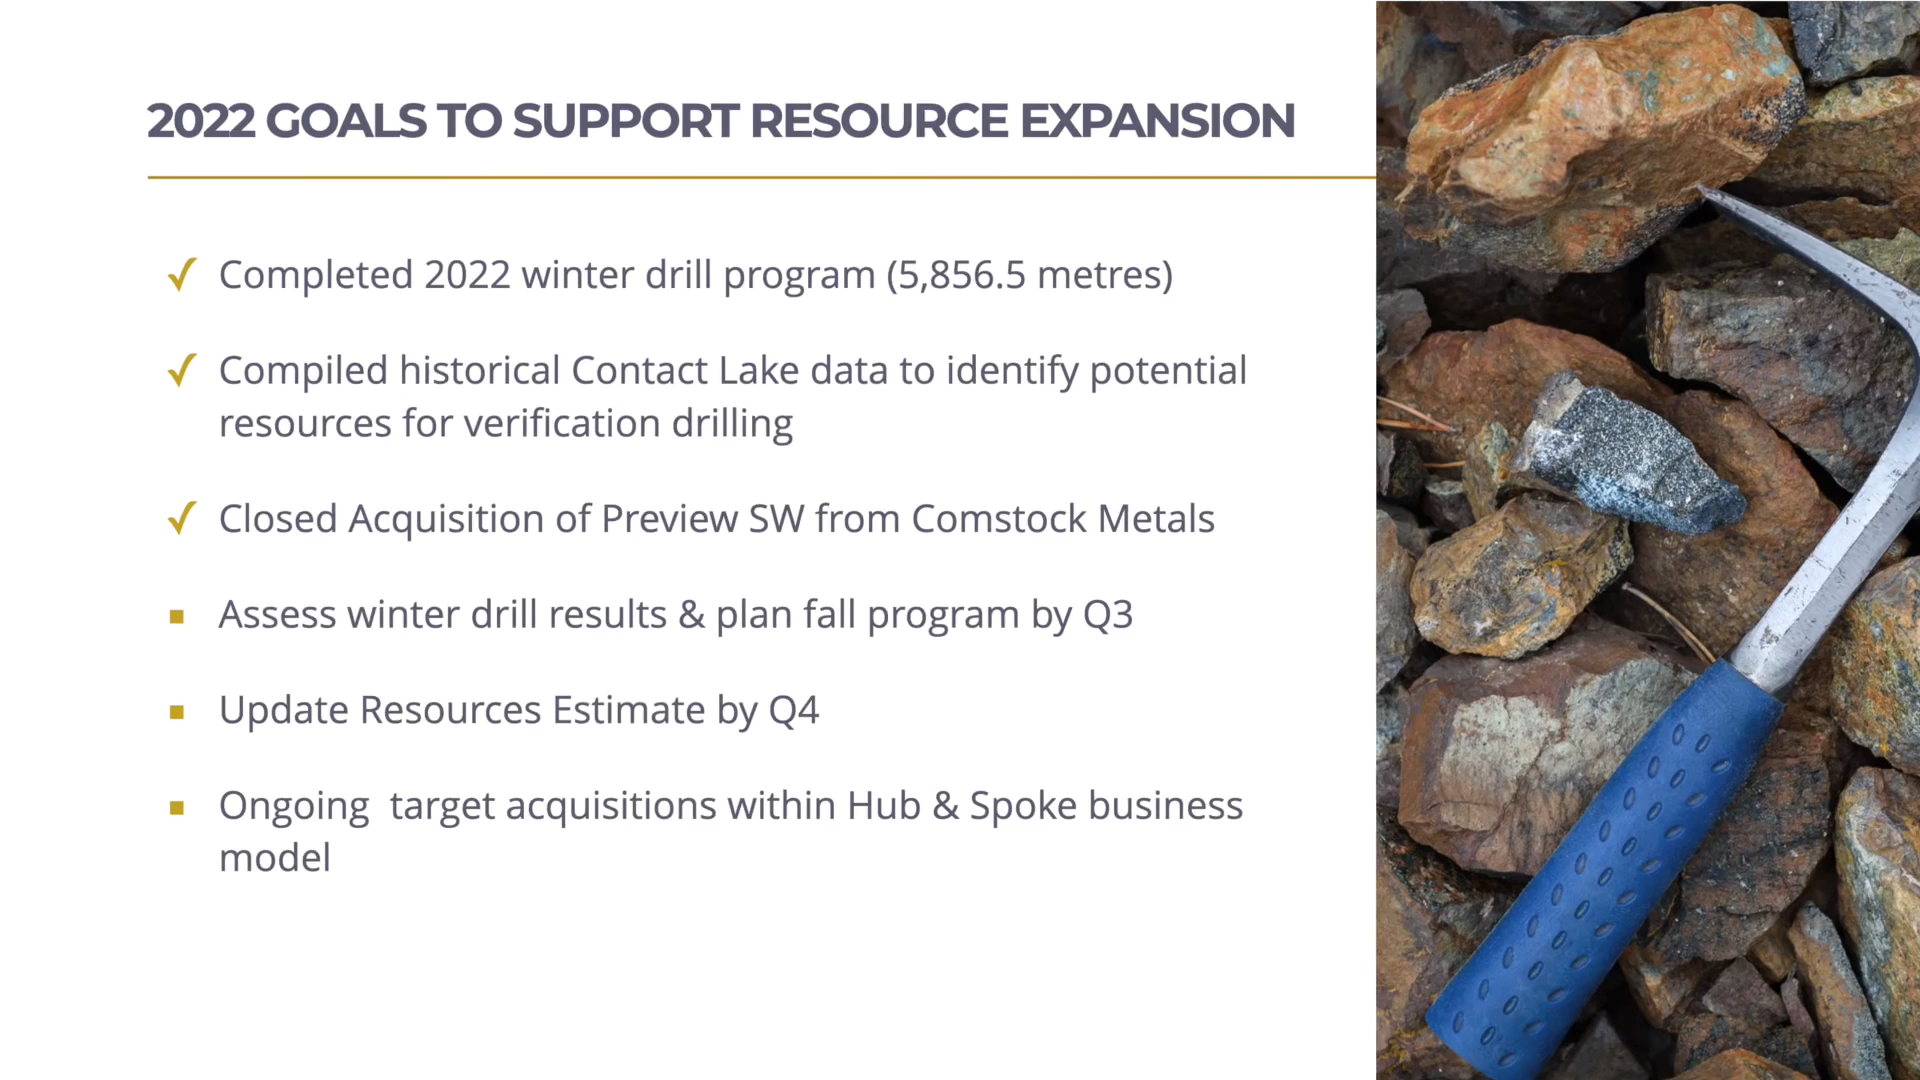 2022 GOALS TO SUPPORT RESOURCE EXPANSION
✓ Completed 2022 winter drill program (5,856.5 metres)
✓ Compiled historical Contact Lake data to identify potential
resources for verification drilling
✓ Closed Acquisition of Preview SW from Comstock Metals
▪ Assess winter drill results & plan fall program by Q3
▪ Update Resources Estimate by Q4
▪ Ongoing  target acquisitions within Hub & Spoke business
model